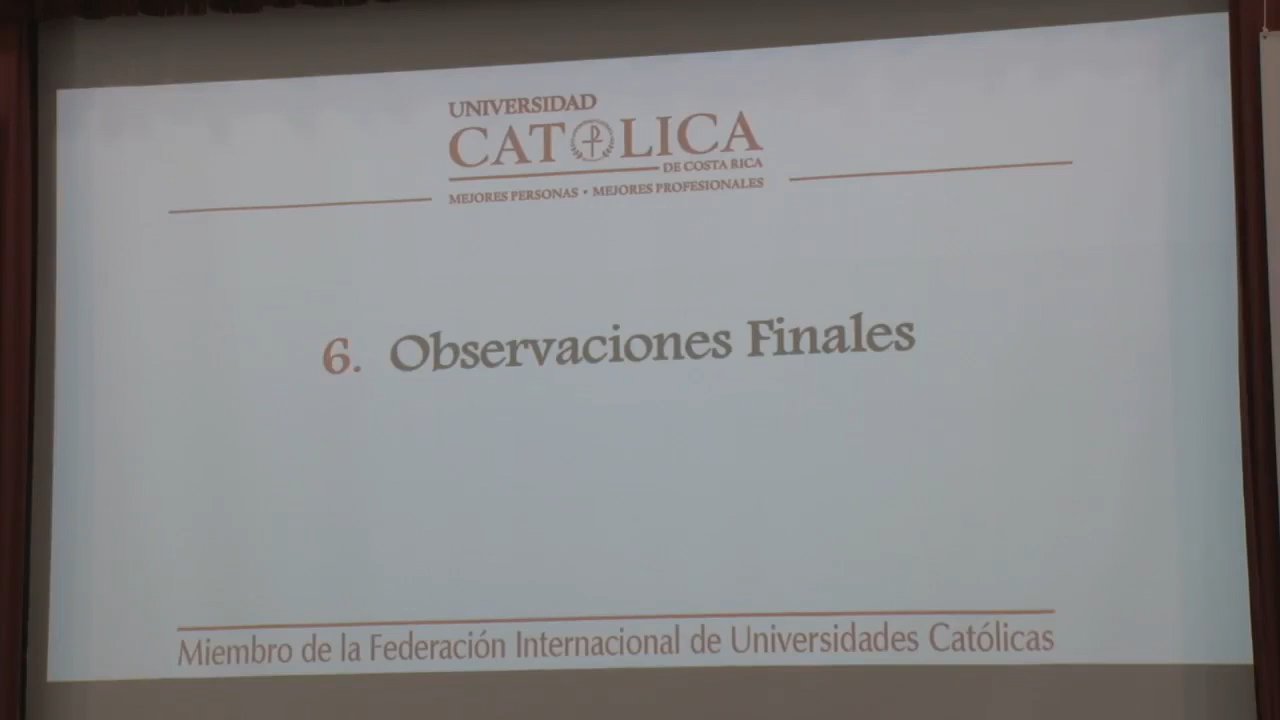 UNIVERSIDAD
CATOLICA
DE COSTA RICA
MEJORES PERSONAS • MEJORES PROFESIONALES
6. Observaciones Finales
Miembro de la Federación Internacional de Universidades Católicas